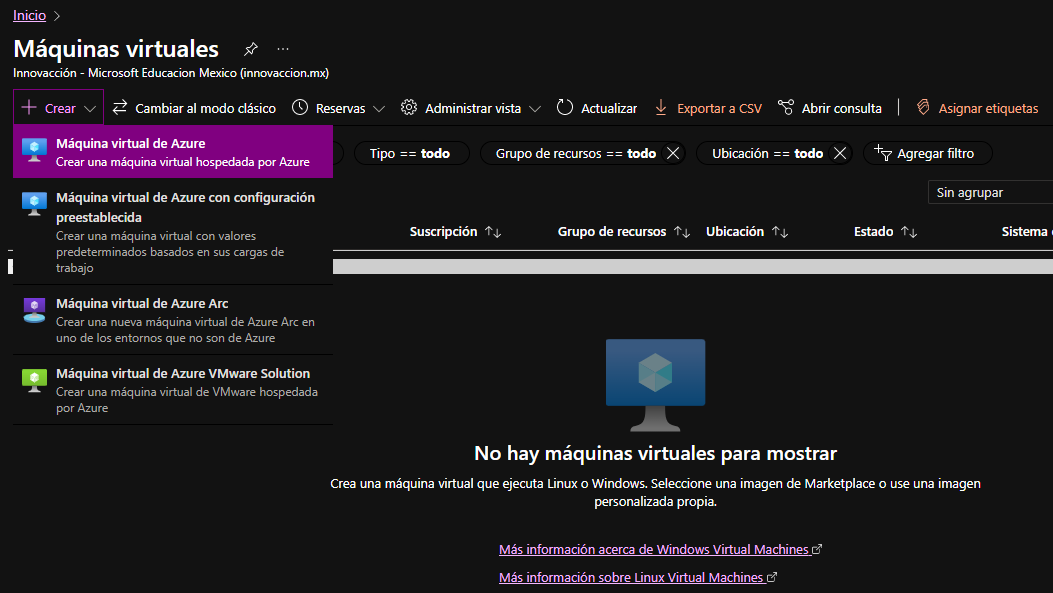 Inicio
Máquinas virtuales
Innovacción - Microsoft Educacion Mexico (innovaccion.mx)
Crear Cambiar al modo clásico Reservas Administrar vista Actualizar Exportar a CSV Abrir consulta Asignar etiquetas
Máquina virtual de Azure
Crear una máquina virtual hospedada por Azure
Tipo == todo Grupo de recursos == todo Ubicación == todo Agregar filtro
Máquina virtual de Azure con configuración
preestablecida
Crear una máquina virtual con valores
predeterminados basados en sus cargas de
trabajo
Sin agrupar
Suscripción Grupo de recursos Ubicación Estado Sistema
Máquina virtual de Azure Arc
Crear una nueva máquina virtual de Azure Arc en
uno de los entornos que no son de Azure
Máquina virtual de Azure VMware Solution
Crear una máquina virtual de VMware hospedada
por Azure
No hay máquinas virtuales para mostrar
Crea una máquina virtual que ejecuta Linux o Windows. Seleccione una imagen de Marketplace o use una imagen
personalizada propia.
Más información acerca de Windows Virtual Machines
Más información sobre Linux Virtual Machines